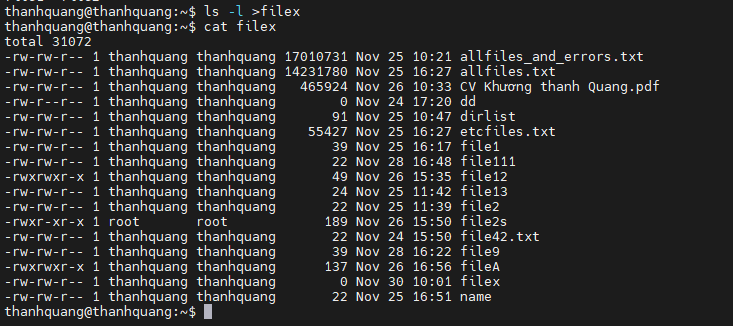 thanhquang@thanhquang:~$ ls -l >filex
thanhquang@thanhquang:~$ cat filex
total 31072
-rw-rw-r-- 1 thanhquang thanhquang 17010731 Nov 25 10:21 allfiles_and_errors.txt
-rw-rw-r-- 1 thanhquang thanhquang 14231780 Nov 25 16:27 allfiles.txt
-rw-rw-r-- 1 thanhquang thanhquang   465924 Nov 26 10:33 CV Khương thanh Quang.pdf
-rw-r--r-- 1 thanhquang thanhquang        0 Nov 24 17:20 dd
-rw-rw-r-- 1 thanhquang thanhquang       91 Nov 25 10:47 dirlist
-rw-rw-r-- 1 thanhquang thanhquang    55427 Nov 25 16:27 etcfiles.txt
-rw-rw-r-- 1 thanhquang thanhquang       39 Nov 25 16:17 file1
-rw-rw-r-- 1 thanhquang thanhquang       22 Nov 28 16:48 file111
-rwxrwxr-x 1 thanhquang thanhquang       49 Nov 26 15:35 file12
-rw-rw-r-- 1 thanhquang thanhquang       24 Nov 25 11:42 file13
-rw-rw-r-- 1 thanhquang thanhquang       22 Nov 25 11:39 file2
-rwxr-xr-x 1 root       root            189 Nov 26 15:50 file2s
-rw-rw-r-- 1 thanhquang thanhquang       22 Nov 24 15:50 file42.txt
-rw-rw-r-- 1 thanhquang thanhquang       39 Nov 28 16:22 file9
-rwxrwxr-x 1 thanhquang thanhquang      137 Nov 26 16:56 fileA
-rw-rw-r-- 1 thanhquang thanhquang        0 Nov 30 10:01 filex
-rw-rw-r-- 1 thanhquang thanhquang       22 Nov 25 16:51 name
thanhquang@thanhquang:~$